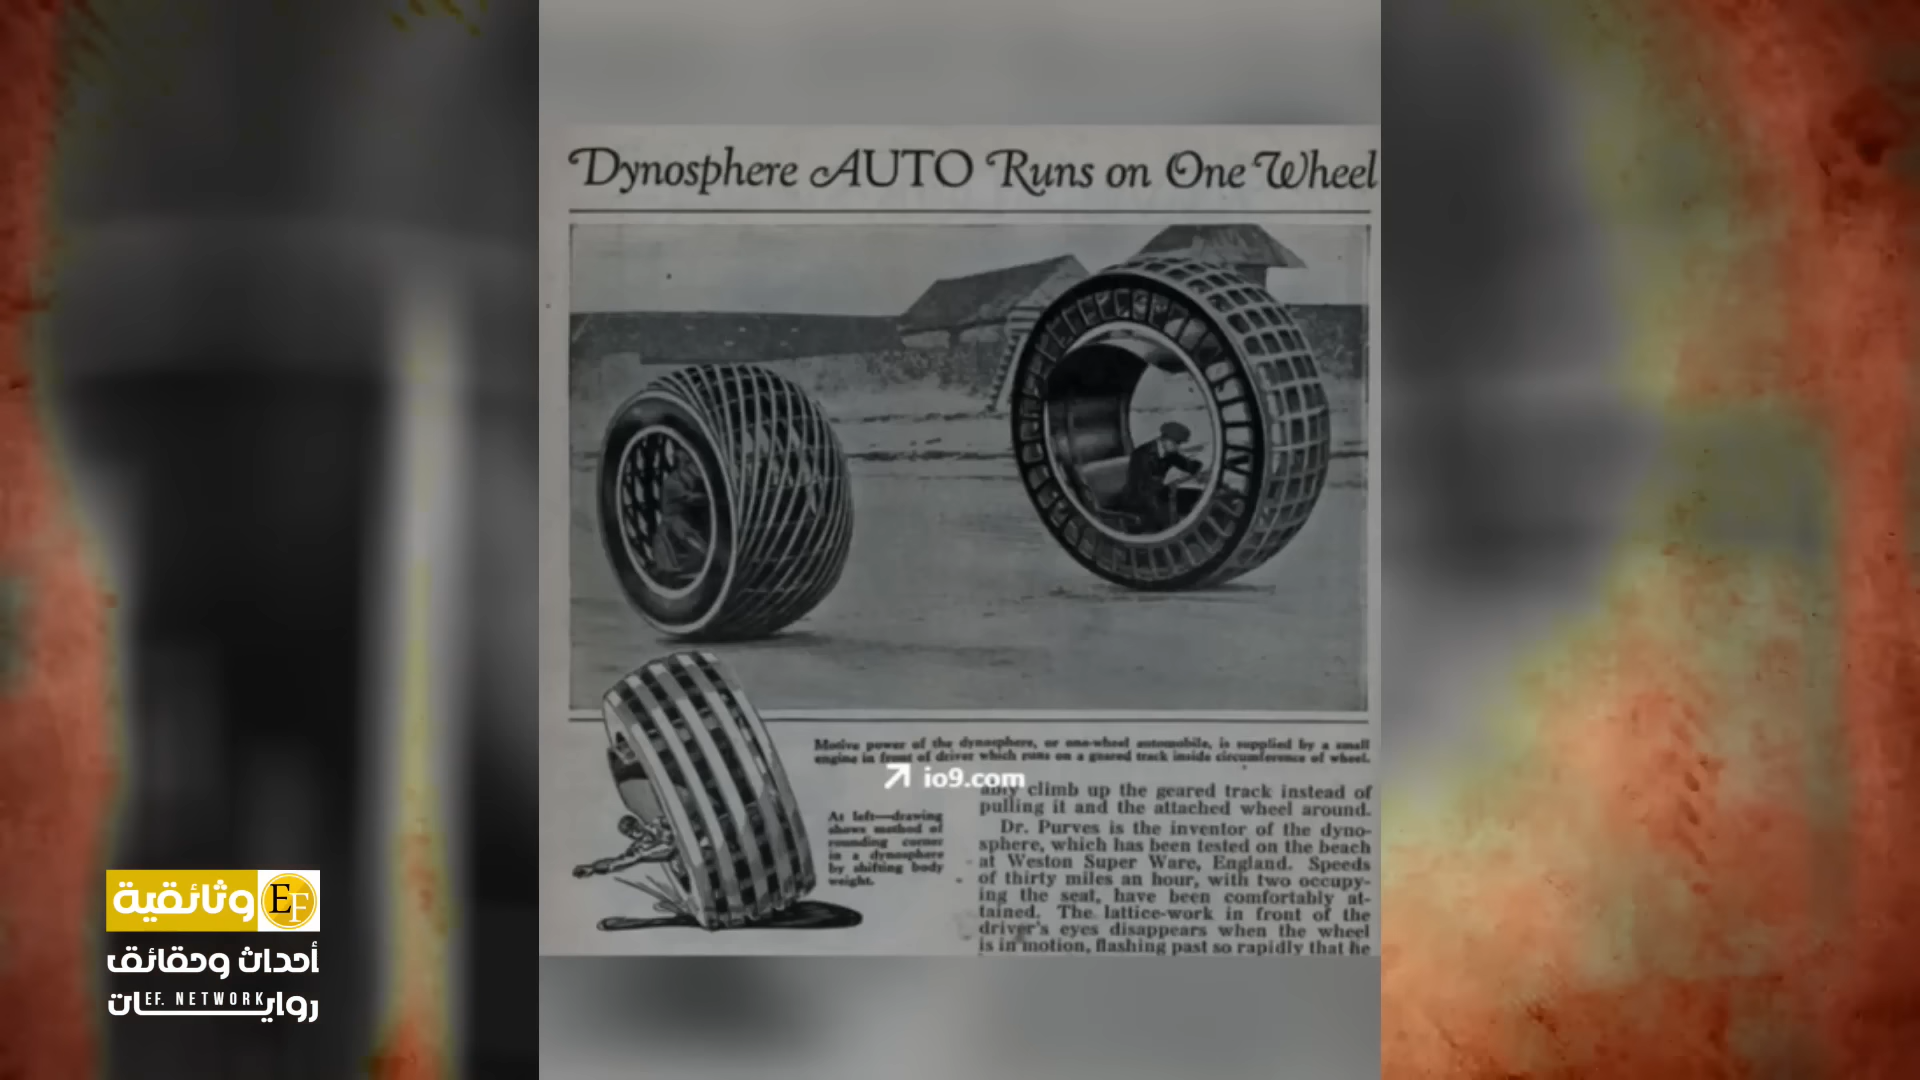 Dynosphere AUTO Runs on One Wheel
Motive power of the dynosphere, or one-wheel automobile, is supplied by a small
engine in front of driver which runs on a geared track inside circumference of wheel.
io9.com
At left—drawing
shows method of
rounding corner
in a dynosphere
by shifting body
weight.
ably climb up the geared track instead of
pulling it and the attached wheel around.
Dr. Purves is the inventor of the dyno-
sphere, which has been tested on the beach
at Weston Super Ware, England. Speeds
of thirty miles an hour, with two occupy-
ing the seat, have been comfortably at-
tained. The lattice-work in front of the
driver's eyes disappears when the wheel
is in motion, flashing past so rapidly that he
وثائقية EF
أحداث وحقائق
روايات
EF. NETWORK